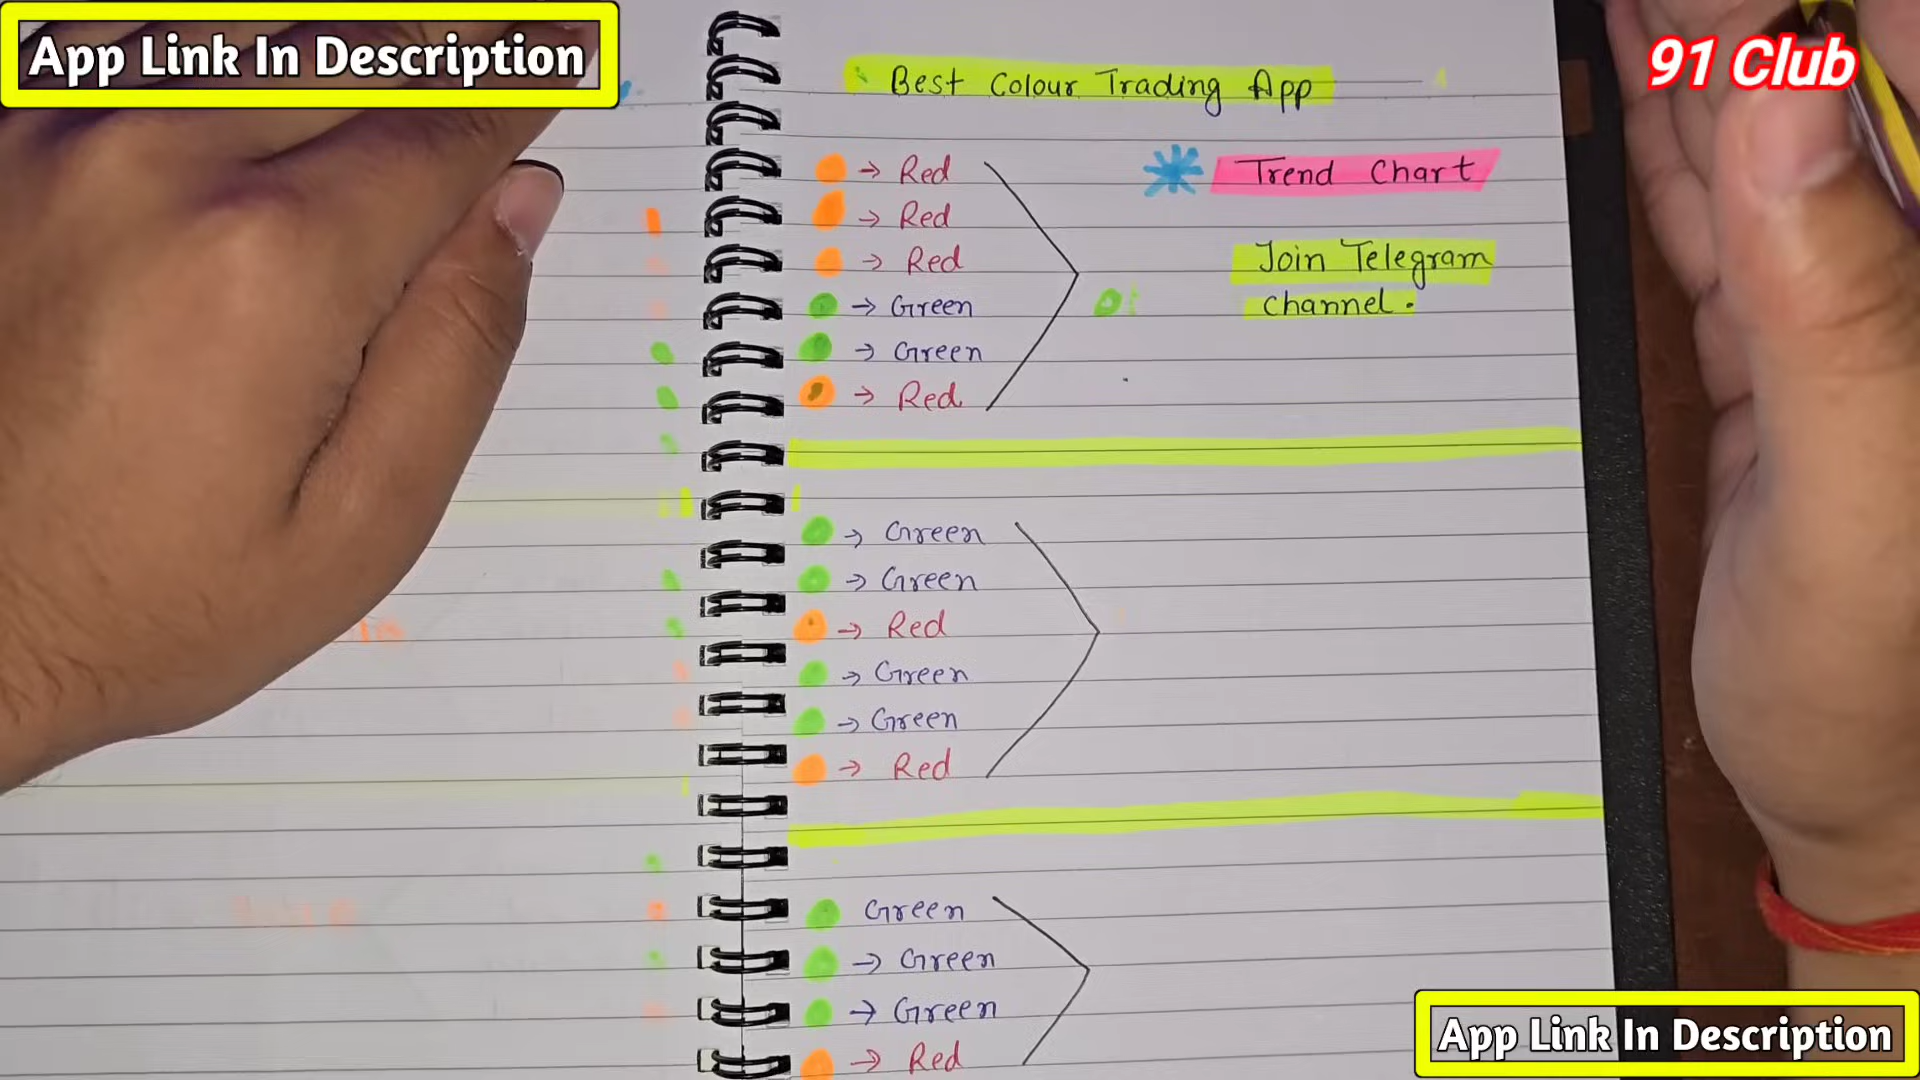 App Link In Description
91 Club
Best Colour Trading App
Trend Chart
Join Telegram
Channel.
→ Red
→ Red
→ Red
→ Green
→ Green
→ Red
→ Green
→ Green
→ Red
→ Green
→ Green
→ Red
Green
→ Green
→ Green
→ Red
App Link In Description